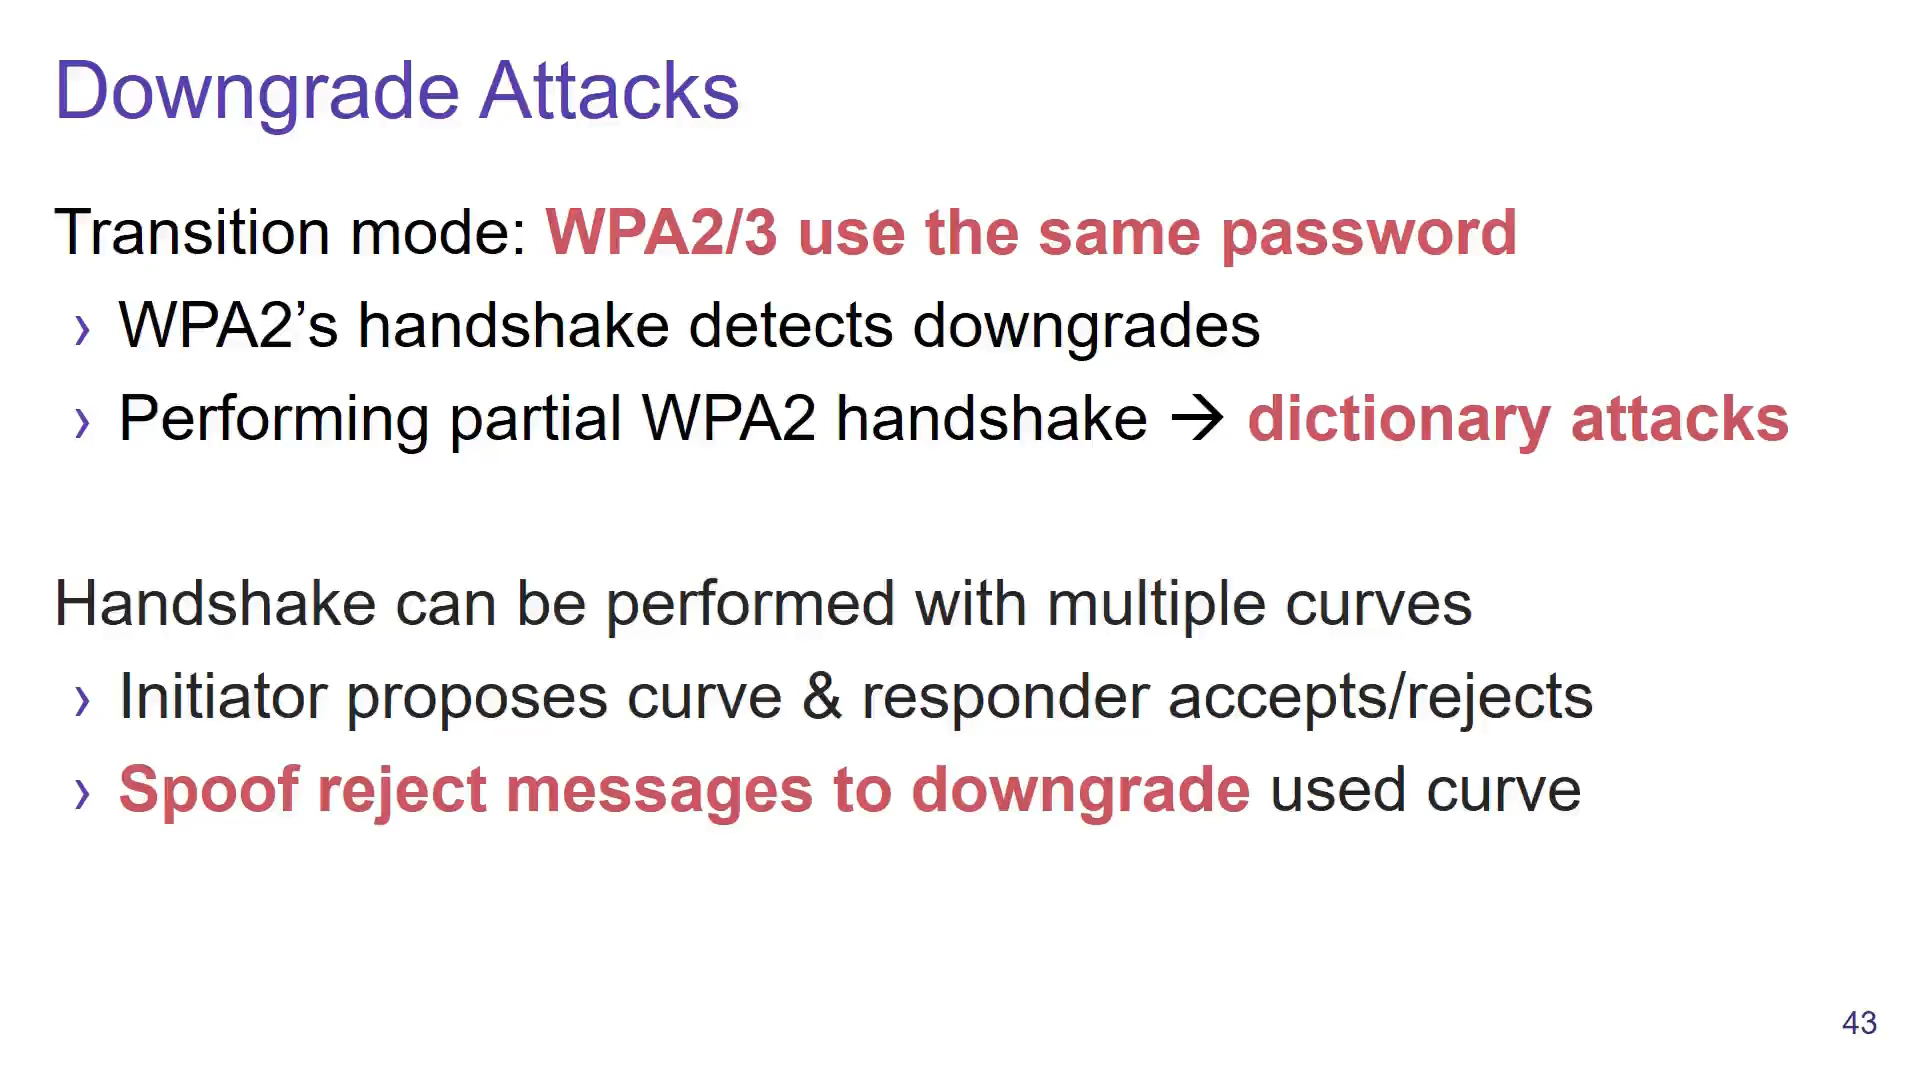 Downgrade Attacks
Transition mode: WPA2/3 use the same password
› WPA2’s handshake detects downgrades
› Performing partial WPA2 handshake → dictionary attacks
Handshake can be performed with multiple curves
› Initiator proposes curve & responder accepts/rejects
› Spoof reject messages to downgrade used curve
43